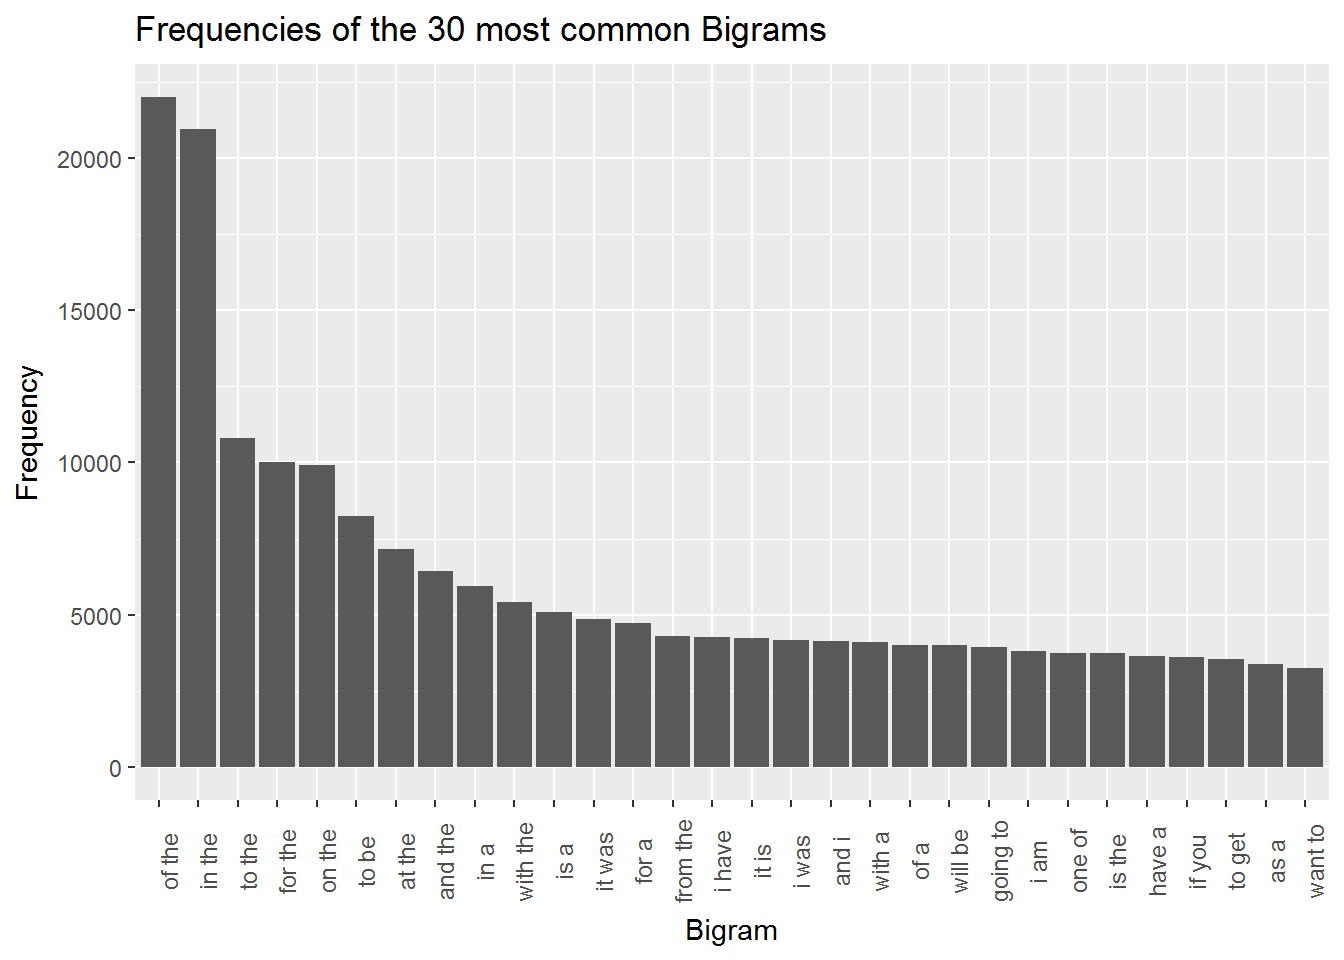 Frequencies of the 30 most common Bigrams
Frequency
20000
15000
10000
5000
0
of the
in the
to the
for the
on the
to be
at the
and the
in a
with the
is a
it was
for a
from the
i have
it is
i was
and i
with a
of a
will be
going to
i am
one of
is the
have a
if you
to get
as a
want to
Bigram